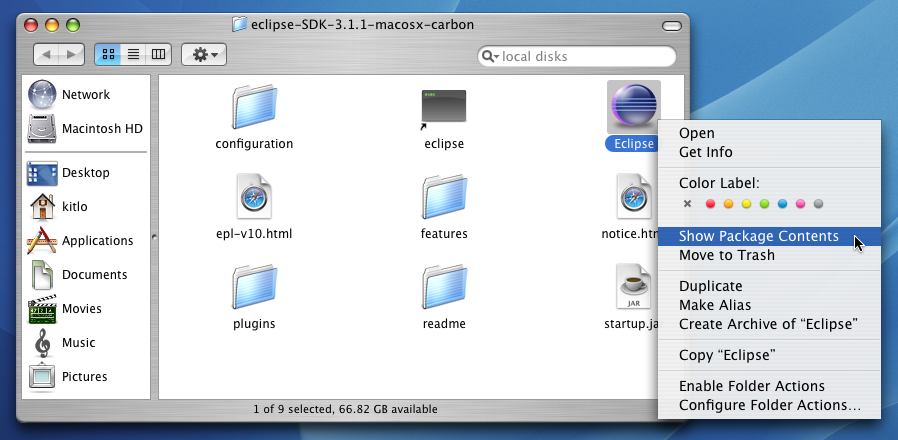 eclipse-SDK-3.1.1-macosx-carbon
local disks
Network
Macintosh HD
Desktop
kitlo
Applications
Documents
Movies
Music
Pictures
configuration
eclipse
Eclipse
epl-v10.html
features
notice.htm
plugins
readme
JAR
startup.ja
1 of 9 selected, 66.82 GB available
Open
Get Info
Color Label:
Show Package Contents
Move to Trash
Duplicate
Make Alias
Create Archive of “Eclipse”
Copy “Eclipse”
Enable Folder Actions
Configure Folder Actions...